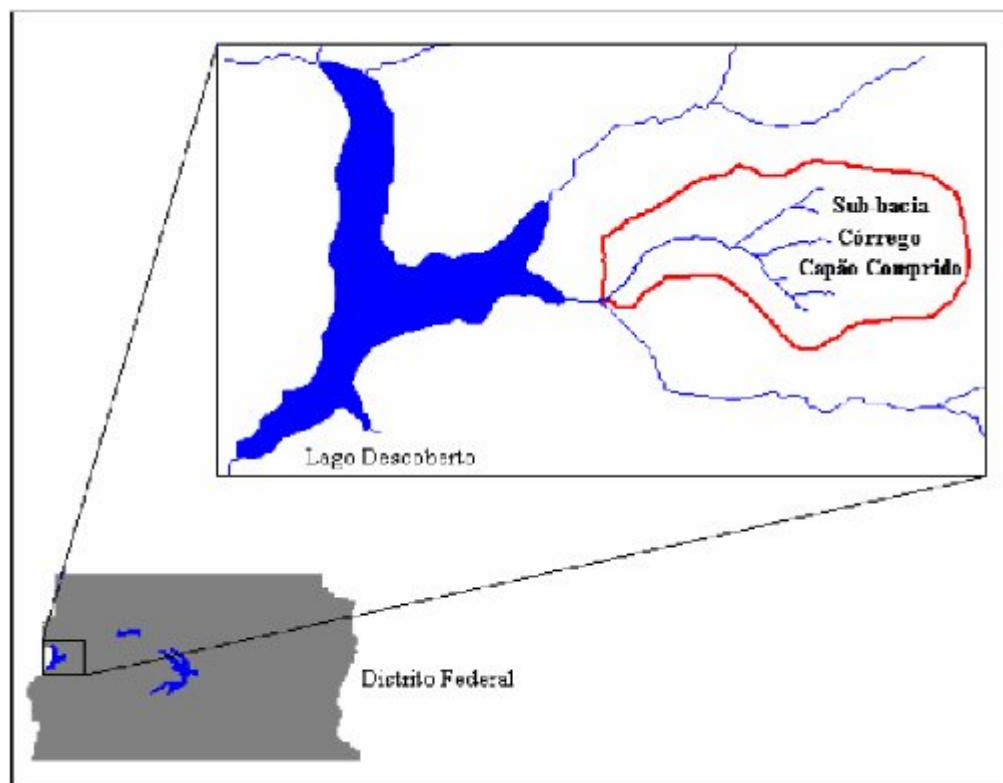 Sub-bacia
Córrego
Capão Comprido
Lago Descoberto
Distrito Federal